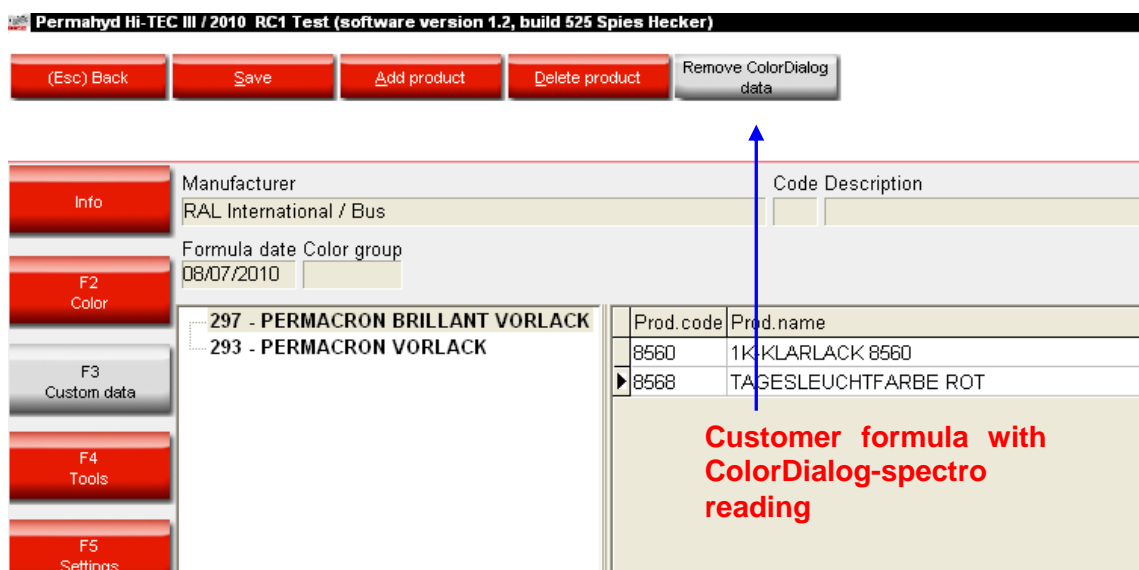 Permahyd Hi-TEC III / 2010 RC1 Test (software version 1.2, build 525 Spies Hecker)
(Esc) Back
Save
Add product
Delete product
Remove ColorDialog
data
Info
Manufacturer
Code Description
RAL International / Bus
Formula date Color group
08/07/2010
F2
Color
297 - PERMACRON BRILLANT VORLACK
293 - PERMACRON VORLACK
Prod.code Prod.name
8560 1K-KLARLACK 8560
8568 TAGESLEUCHTFARBE ROT
F3
Custom data
Customer formula with
ColorDialog-spectro
reading
F4
Tools
F5
Settings